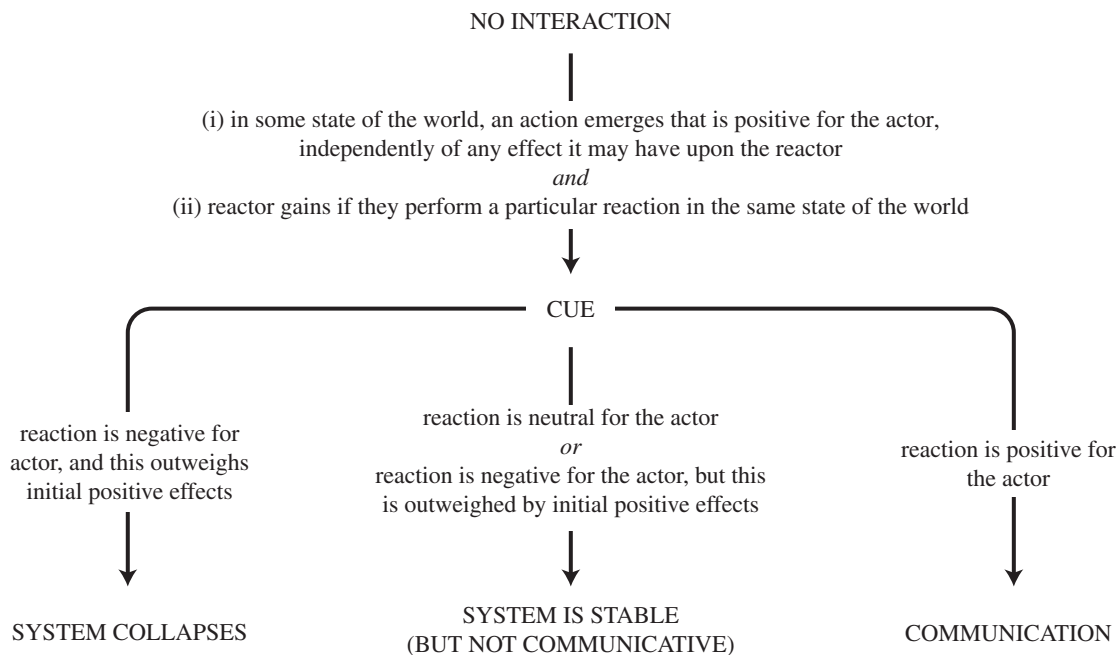 NO INTERACTION
(i) in some state of the world, an action emerges that is positive for the actor,
independently of any effect it may have upon the reactor
and
(ii) reactor gains if they perform a particular reaction in the same state of the world
CUE
reaction is negative for
actor, and this outweighs
initial positive effects
reaction is neutral for the actor
or
reaction is negative for the actor, but this
is outweighed by initial positive effects
reaction is positive for
the actor
SYSTEM COLLAPSES
SYSTEM IS STABLE
(BUT NOT COMMUNICATIVE)
COMMUNICATION